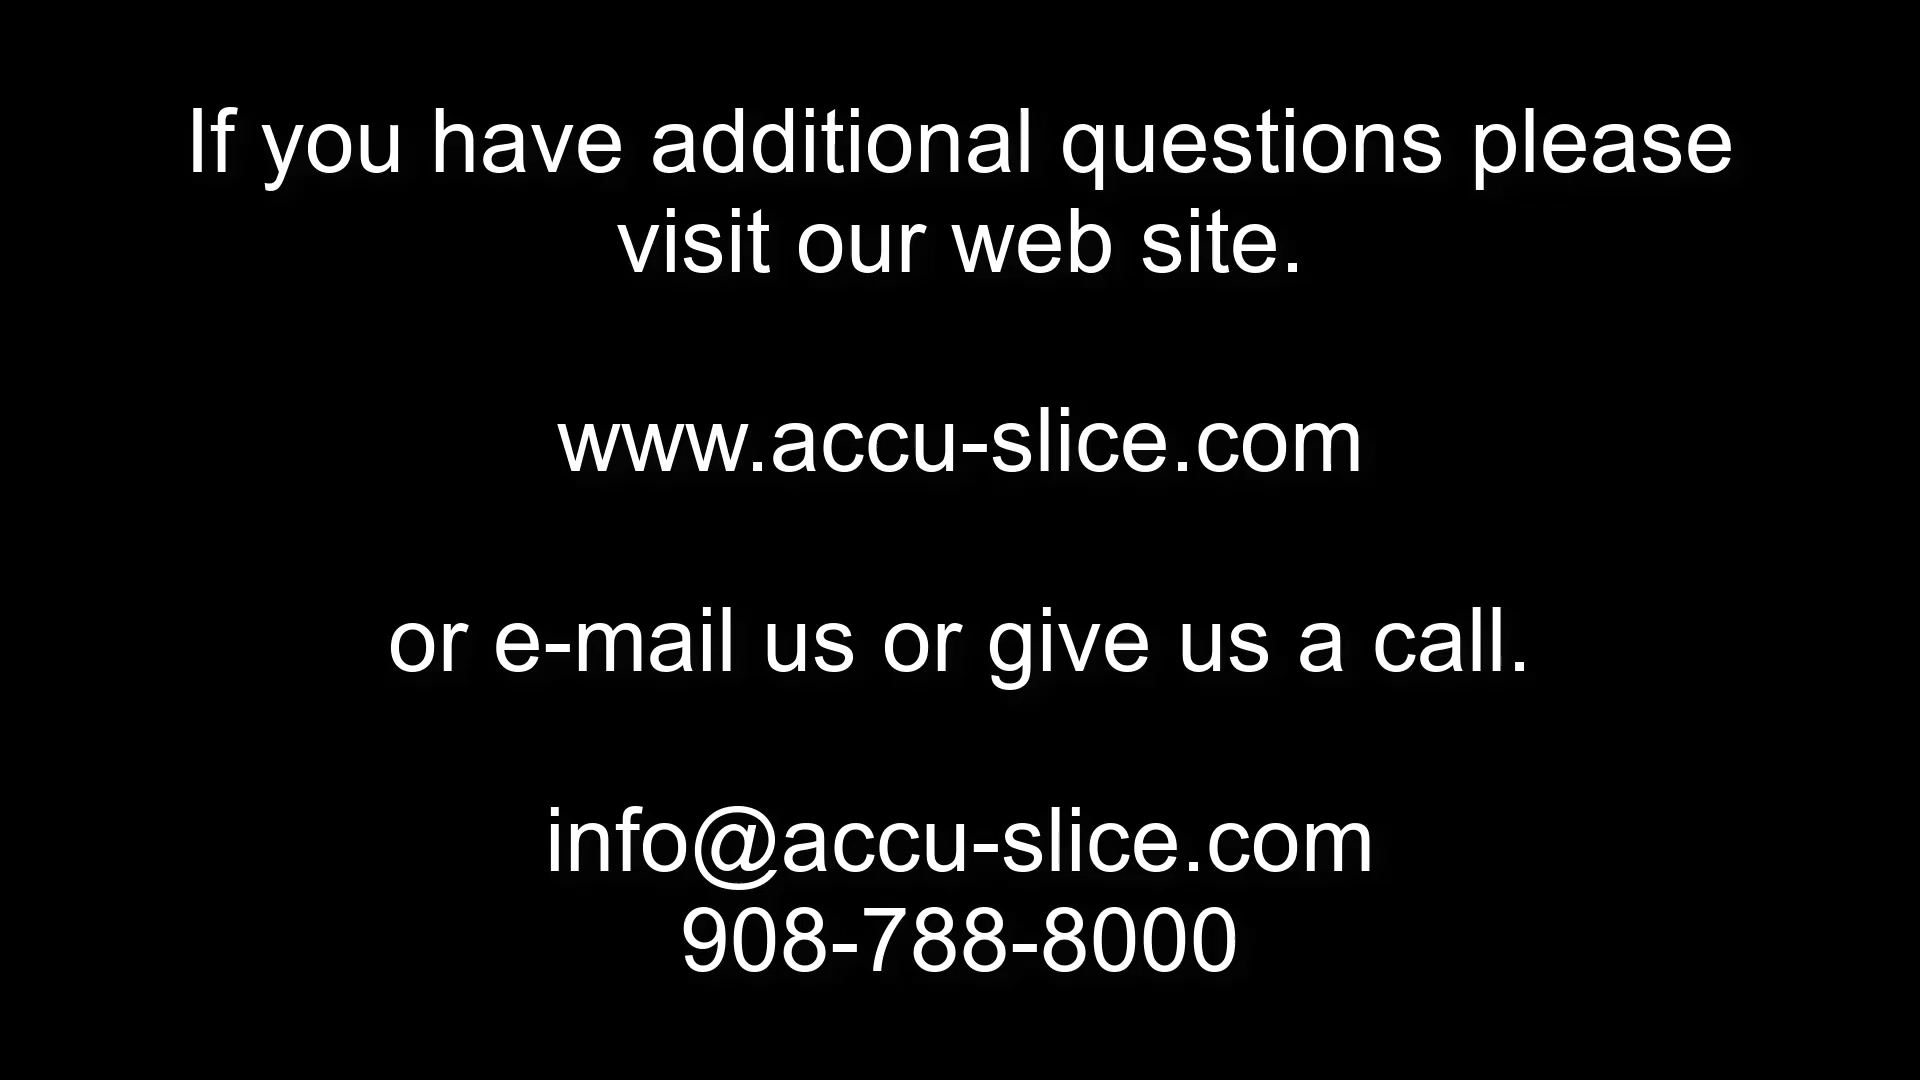 If you have additional questions please
visit our web site.
www.accu-slice.com
or e-mail us or give us a call.
info@accu-slice.com
908-788-8000